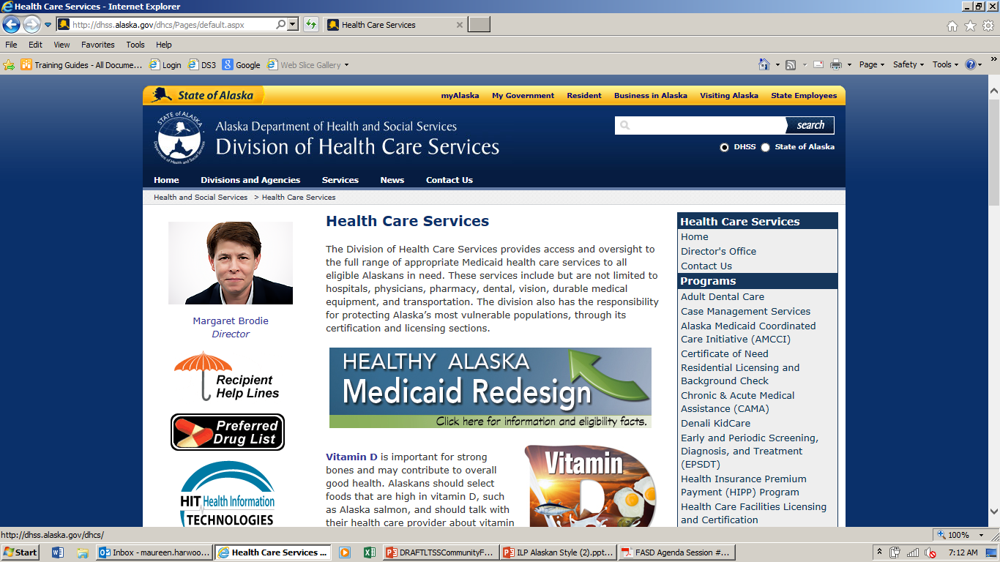 Health Care Services - Internet Explorer
http://dhss.alaska.gov/dhcs/Pages/default.aspx
Health Care Services
File Edit View Favorites Tools Help
Training Guides - All Docume... Login DS3 Google Web Slice Gallery
Page Safety Tools
State of Alaska
myAlaska My Government Resident Business in Alaska Visiting Alaska State Employees
STATE of ALASKA
Department of Health and Social Services
Alaska Department of Health and Social Services
Division of Health Care Services
search
DHSS State of Alaska
Home Divisions and Agencies Services News Contact Us
Health and Social Services > Health Care Services
Margaret Brodie
Director
Recipient
Help Lines
Preferred
Drug List
HIT Health Information
TECHNOLOGIES
Health Care Services
The Division of Health Care Services provides access and oversight to
the full range of appropriate Medicaid health care services to all
eligible Alaskans in need. These services include but are not limited to
hospitals, physicians, pharmacy, dental, vision, durable medical
equipment, and transportation. The division also has the responsibility
for protecting Alaska's most vulnerable populations, through its
certification and licensing sections.
HEALTHY ALASKA
Medicaid Redesign
Click here for information and eligibility facts.
Vitamin D is important for strong
bones and may contribute to overall
good health. Alaskans should select
foods that are high in vitamin D, such
as Alaska salmon, and should talk with
their health care provider about vitamin
Vitamin
D
Health Care Services
Home
Director's Office
Contact Us
Programs
Adult Dental Care
Case Management Services
Alaska Medicaid Coordinated
Care Initiative (AMCCI)
Certificate of Need
Residential Licensing and
Background Check
Chronic & Acute Medical
Assistance (CAMA)
Denali KidCare
Early and Periodic Screening,
Diagnosis, and Treatment
(EPSDT)
Health Insurance Premium
Payment (HIPP) Program
Health Care Facilities Licensing
and Certification
http://dhss.alaska.gov/dhcs/
100%
Start
Inbox - maureen.harwoo...
Health Care Services ...
DRAFTLTSSCommunityF...
ILP Alaskan Style (2).ppt...
FASD Agenda Session #...
7:12 AM